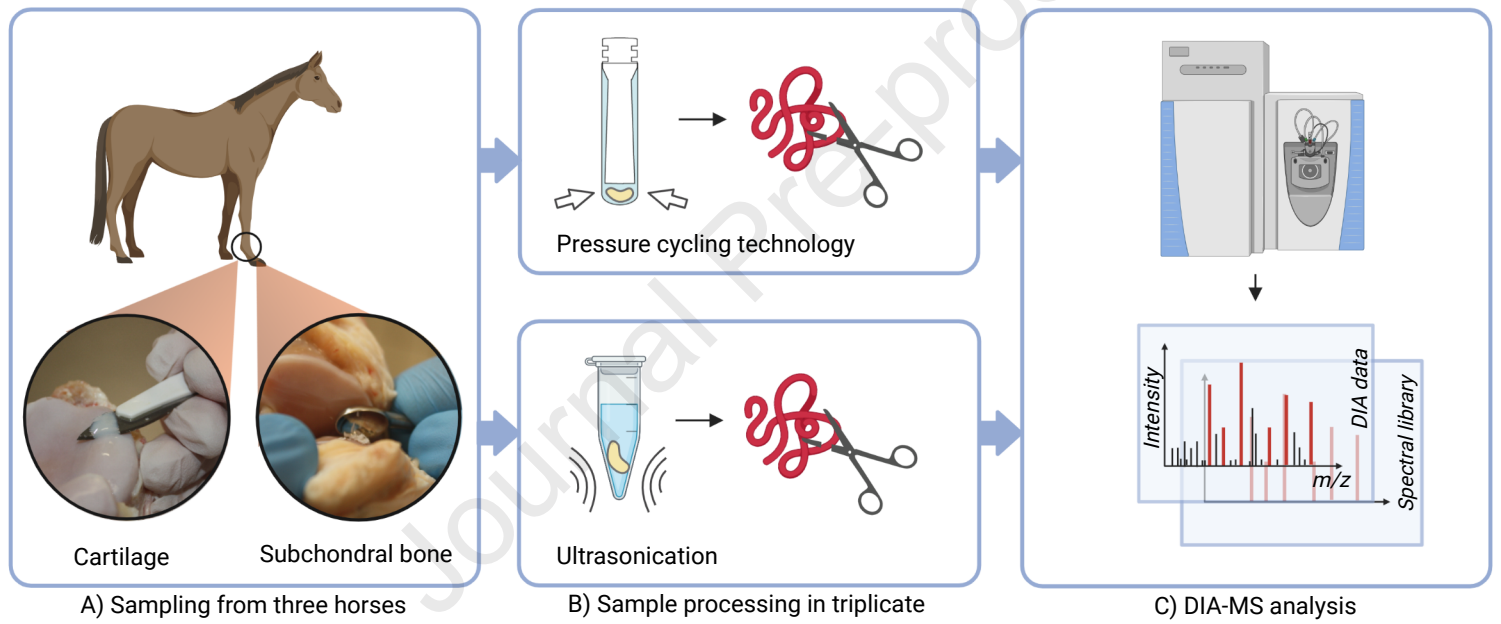 Cartilage
Subchondral bone
A) Sampling from three horses
Pressure cycling technology
Ultrasonication
B) Sample processing in triplicate
Intensity
m/z
DIA data
Spectral library
C) DIA-MS analysis
Journal Pre-proo